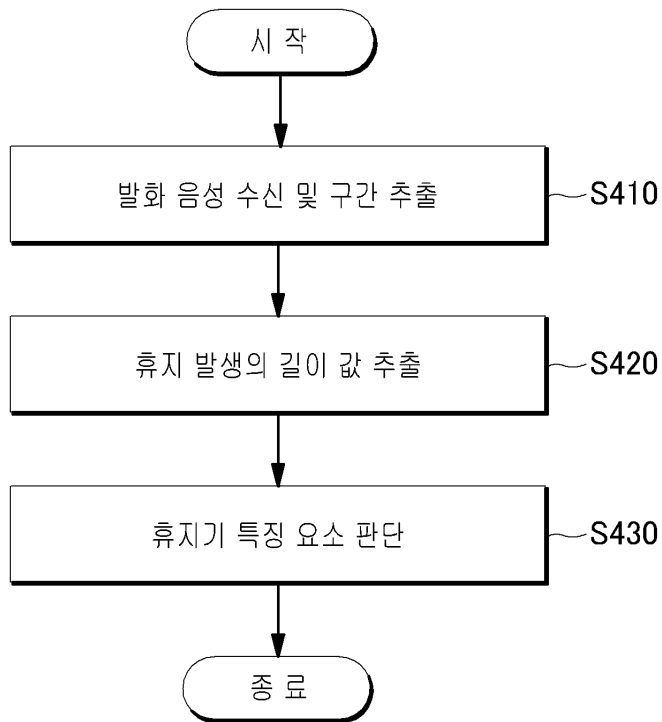 시 작
발화 음성 수신 및 구간 추출
S410
휴지 발생의 길이 값 추출
S420
휴지기 특징 요소 판단
S430
종 료